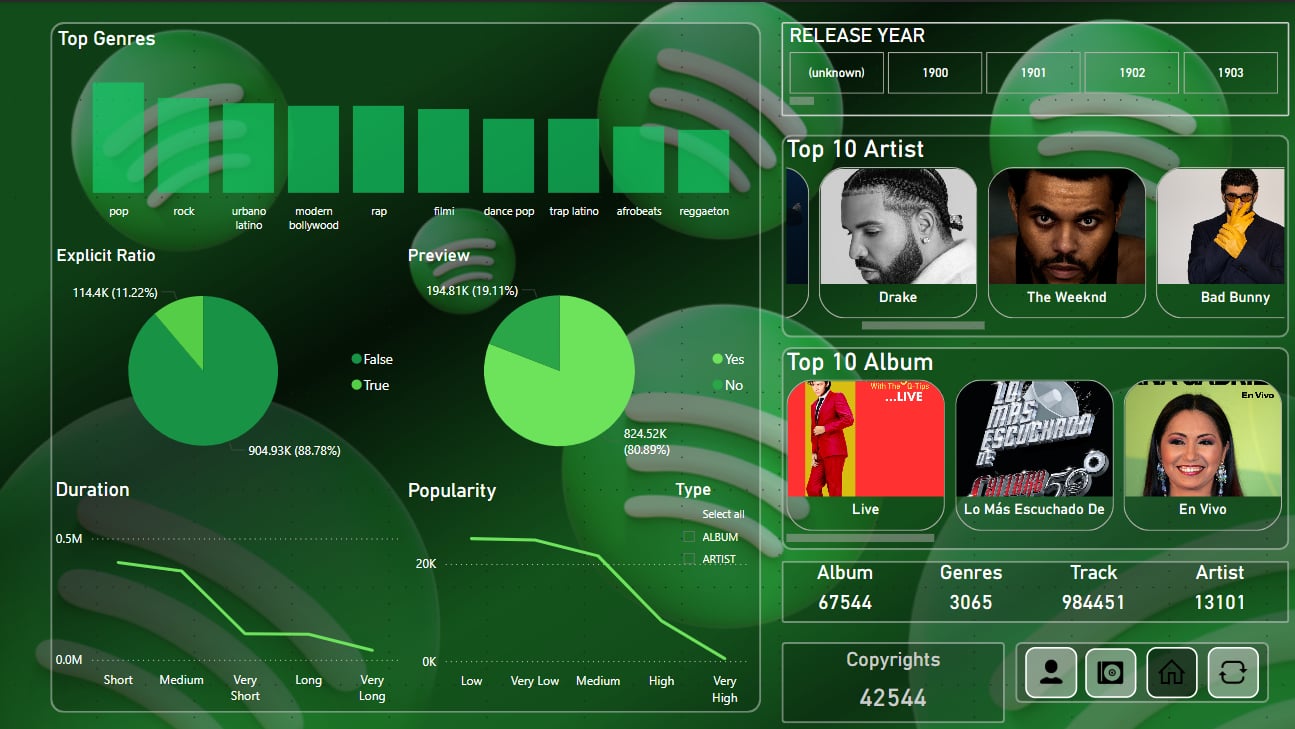 Top Genres
pop
rock
urbano
latino
modern
bollywood
rap
filmi
dance pop
trap latino
afrobeats
reggaeton
Explicit Ratio
114.4K (11.22%)
904.93K (88.78%)
False
True
Preview
194.81K (19.11%)
824.52K
(80.89%)
Yes
No
Duration
0.5M
0.0M
Short
Medium
Very
Short
Long
Very
Long
Popularity
20K
0K
Low
Very Low
Medium
High
Very
High
Type
Select all
ALBUM
ARTIST
RELEASE YEAR
(unknown)
1900
1901
1902
1903
Top 10 Artist
Drake
The Weeknd
Bad Bunny
Top 10 Album
With The G-Tips
...LIVE
Live
LO
MÁS
ESCUCHADO
DE
Lo Más Escuchado De
En Vivo
En Vivo
Album
67544
Genres
3065
Track
984451
Artist
13101
Copyrights
42544